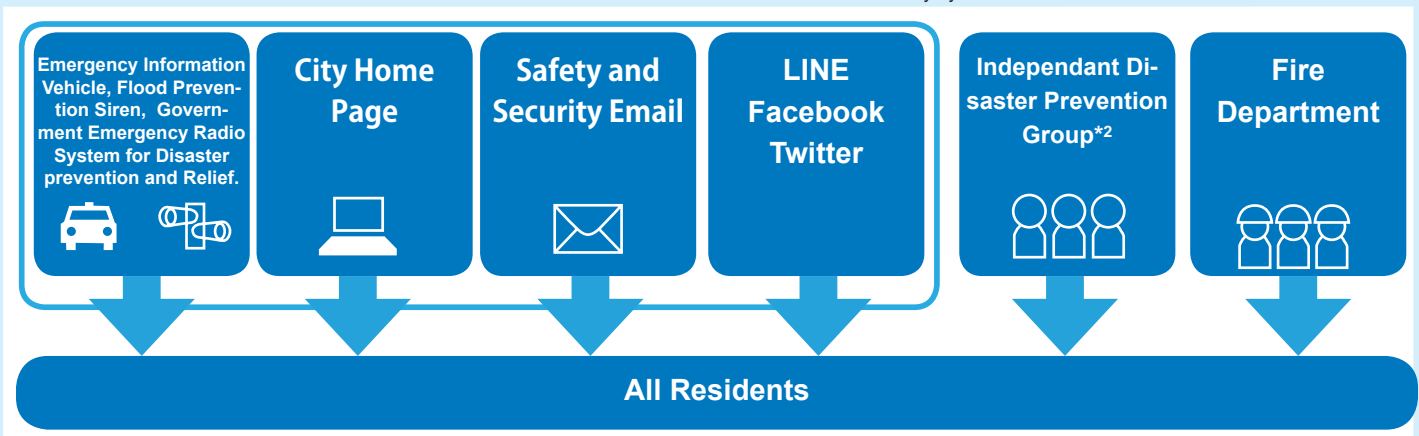 Emergency Information
Vehicle, Flood Preven-
tion Siren, Govern-
ment Emergency Radio
System for Disaster
prevention and Relief.
City Home
Page
Safety and
Security Email
LINE
Facebook
Twitter
Independant Di-
saster Prevention
Group*2
Fire
Department
All Residents